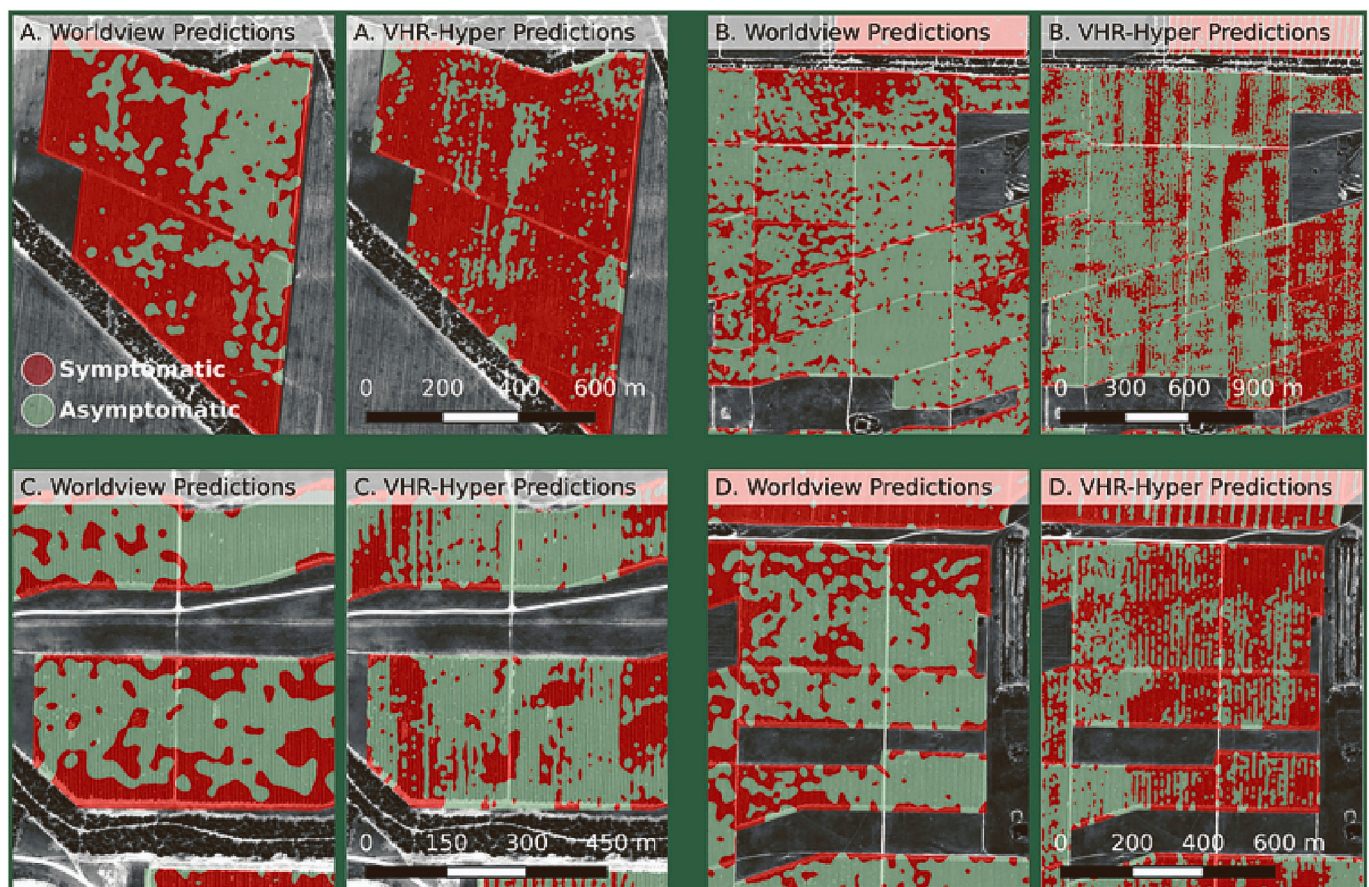 A. Worldview Predictions
A. VHR-Hyper Predictions
B. Worldview Predictions
B. VHR-Hyper Predictions
Symptomatic
Asymptomatic
0 200 400 600 m
0 300 600 900 m
C. Worldview Predictions
C. VHR-Hyper Predictions
D. Worldview Predictions
D. VHR-Hyper Predictions
0 150 300 450 m
0 200 400 600 m